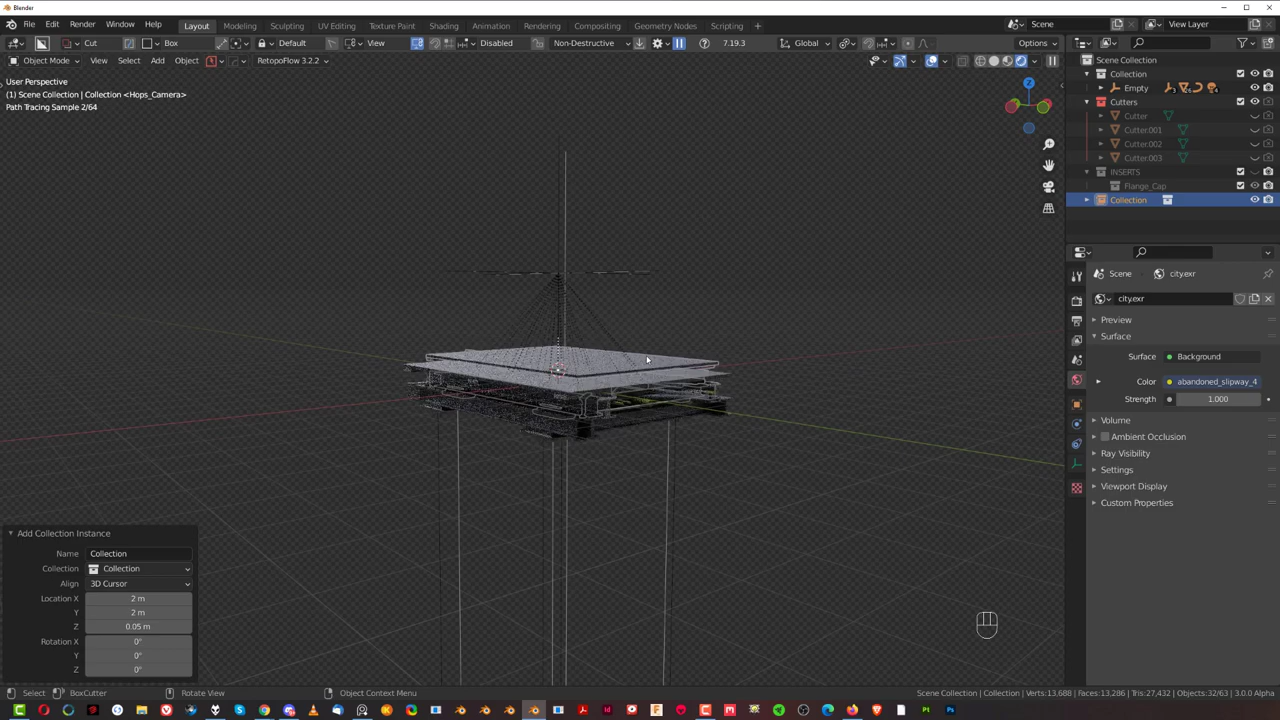 Blender
File Edit Render Window Help
Layout Modeling Sculpting UV Editing Texture Paint Shading Animation Rendering Compositing Geometry Nodes Scripting +
Scene
View Layer
Cut Box Default View Disabled Non-Destructive 7.19.3 Global Options
Object Mode View Select Add Object RetopoFlow 3.2.2
User Perspective
(1) Scene Collection | Collection <Hops_Camera>
Path Tracing Sample 2/64
Scene Collection
Collection
Empty
Cutters
Cutter
Cutter.001
Cutter.002
Cutter.003
INSERTS
Flange_Cap
Collection
Scene city.exr
city.exr
Preview
Surface
Surface Background
Color abandoned_slipway_4
Strength 1.000
Volume
Ambient Occlusion
Ray Visibility
Settings
Viewport Display
Custom Properties
Add Collection Instance
Name Collection
Collection Collection
Align 3D Cursor
Location X 2 m
Y 2 m
Z 0.05 m
Rotation X 0°
Y 0°
Z 0°
Select BoxCutter Rotate View Object Context Menu
Scene Collection | Collection | Verts:13,688 | Faces:13,286 | Tris:27,432 | Objects:32/63 | 3.0.0 Alpha